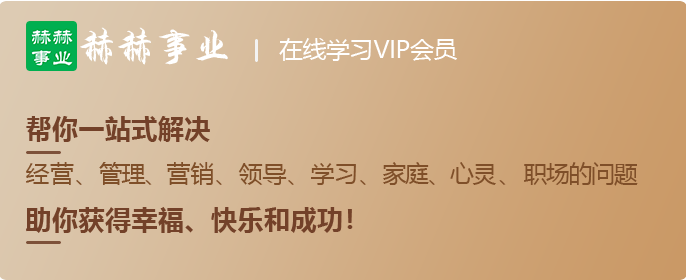 赫赫
事业
赫赫事业 | 在线学习VIP会员
帮你一站式解决
经营、管理、营销、领导、学习、家庭、心灵、职场的问题
助你获得幸福、快乐和成功！